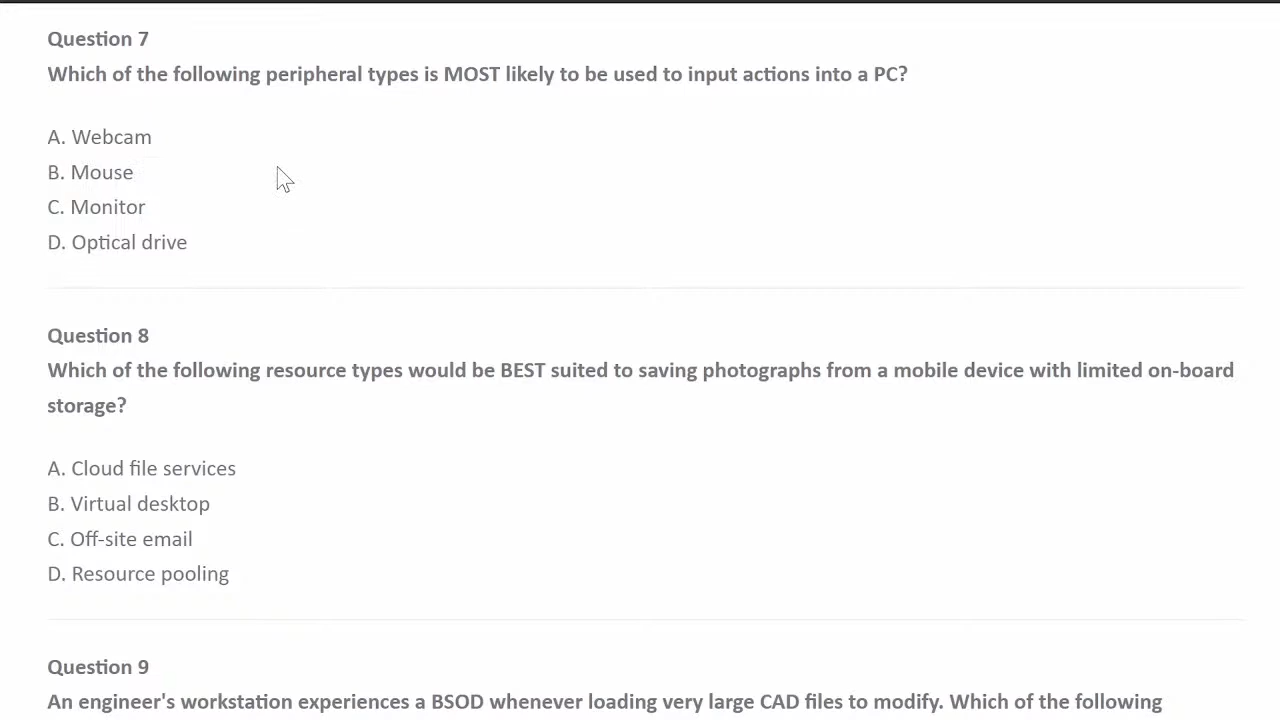 Question 7
Which of the following peripheral types is MOST likely to be used to input actions into a PC?
A. Webcam
B. Mouse
C. Monitor
D. Optical drive
Question 8
Which of the following resource types would be BEST suited to saving photographs from a mobile device with limited on-board
storage?
A. Cloud file services
B. Virtual desktop
C. Off-site email
D. Resource pooling
Question 9
An engineer's workstation experiences a BSOD whenever loading very large CAD files to modify. Which of the following